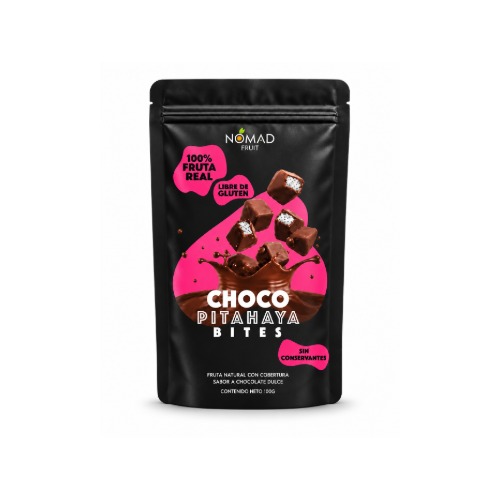 NOMAD
FRUIT
100%
FRUTA
REAL
LIBRE DE
GLUTEN
CHOCO
PITAHAYA
BITES
SIN
CONSERVANTES
FRUTA NATURAL CON COBERTURA
SABOR A CHOCOLATE DULCE
CONTENIDO NETO 100G